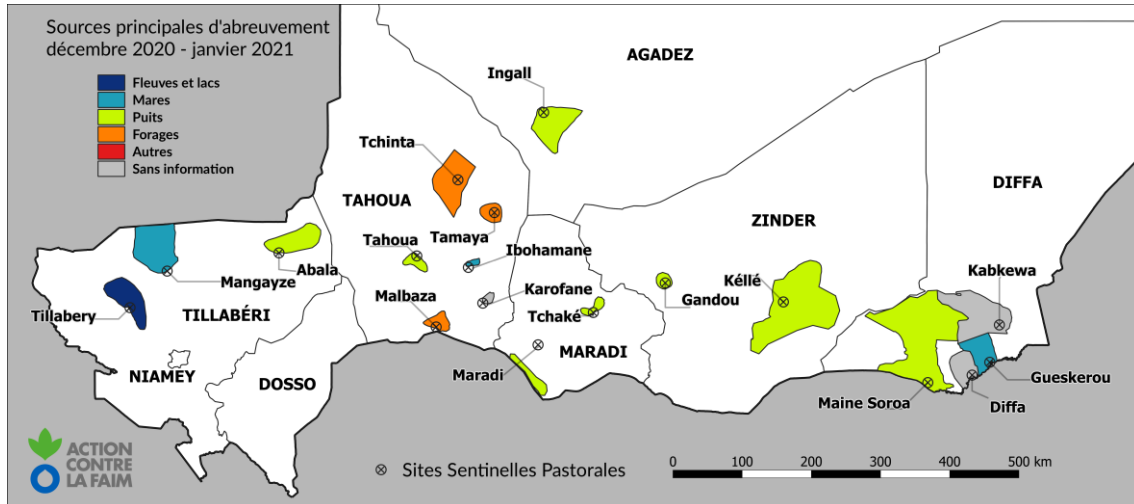 Sources principales d'abreuvement
décembre 2020 - janvier 2021
Fleuves et lacs
Mares
Puits
Forages
Autres
Sans information
AGADEZ
Ingall
Tchinta
DIFFA
TAHOUA
ZINDER
Tamaya
Tahoua
Ibohamane
Abala
Mangayze
Kabkewa
Kéllé
Gandou
Karofane
Malbaza
Tchaké
Tillabery
TILLABÉRI
MARADI
Maradi
NIAMEY
DOSSO
Gueskerou
Maine Soroa
Diffa
ACTION
CONTRE
LA FAIM
Sites Sentinelles Pastorales
0 100 200 300 400 500 km